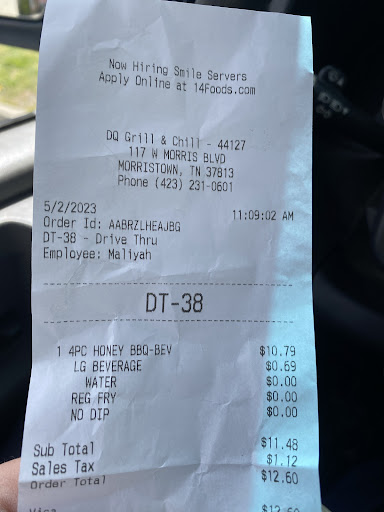 Now Hiring Smile Servers
Apply Online at 14Foods.com
DQ Grill & Chill - 44127
117 W MORRIS BLVD
MORRISTOWN, TN 37813
Phone (423) 231-0601
5/2/2023 11:09:02 AM
Order Id: AABRZLHEAJBG
DT-38 - Drive Thru
Employee: Maliyah
DT-38
1 4PC HONEY BBQ-BEV $10.79
LG BEVERAGE $0.69
WATER $0.00
REG FRY $0.00
NO DIP $0.00
Sub Total $11.48
Sales Tax $1.12
Order Total $12.60
Visa $12.60